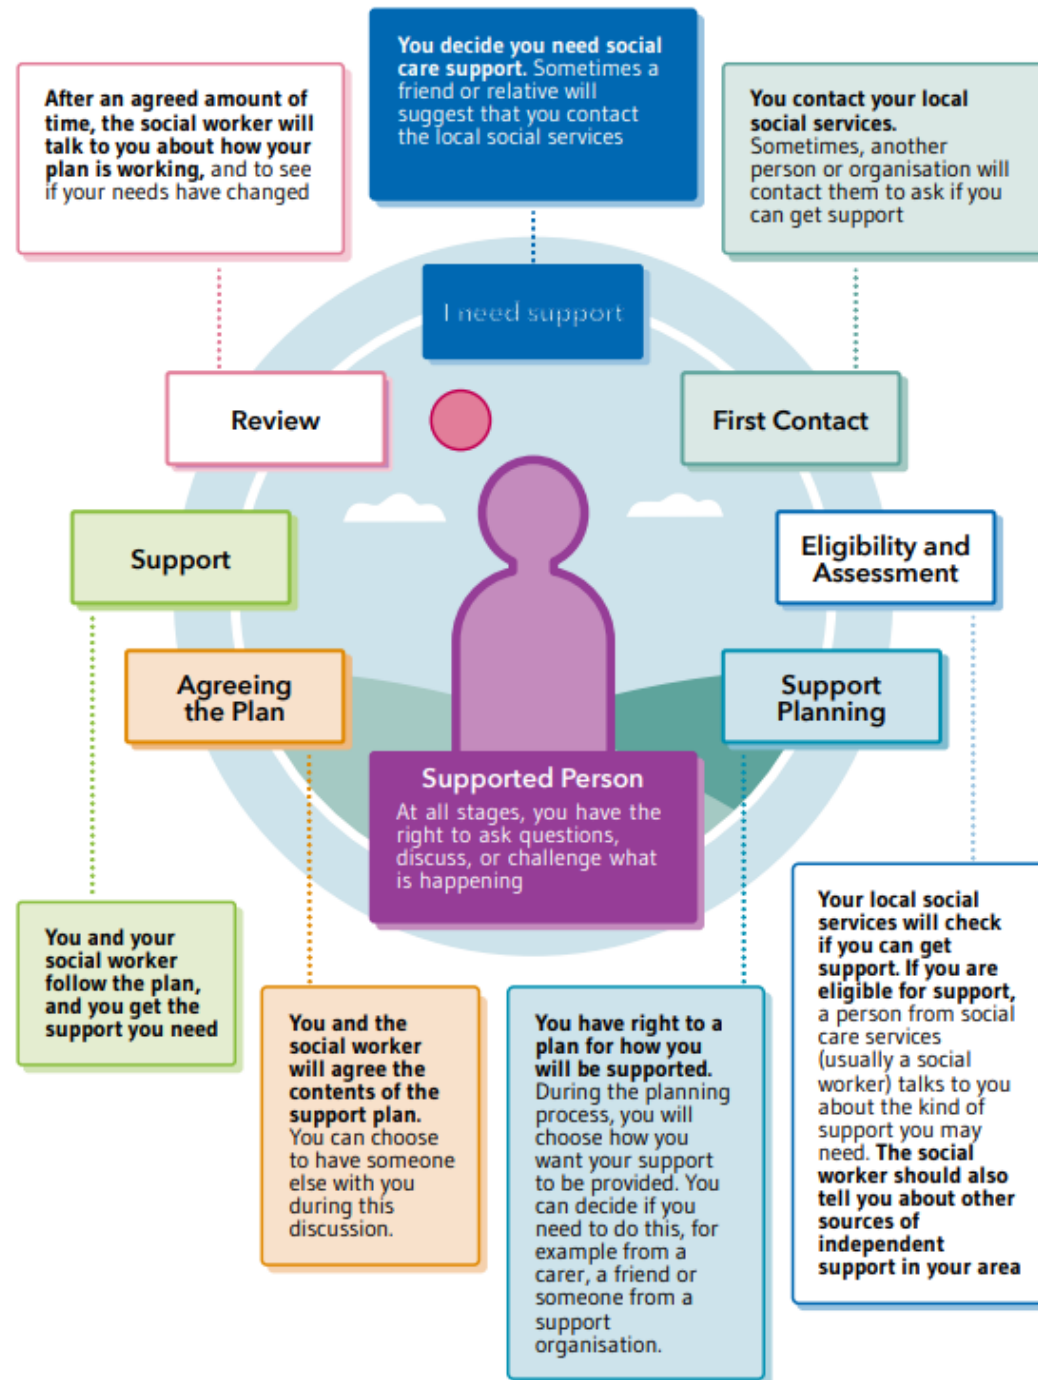 You decide you need social
care support. Sometimes a
friend or relative will
suggest that you contact
the local social services
After an agreed amount of
time, the social worker will
talk to you about how your
plan is working, and to see
if your needs have changed
You contact your local
social services.
Sometimes, another
person or organisation will
contact them to ask if you
can get support
I need support
Review
First Contact
Support
Eligibility and
Assessment
Agreeing
the Plan
Support
Planning
Supported Person
At all stages, you have the
right to ask questions,
discuss, or challenge what
is happening
You and your
social worker
follow the plan,
and you get the
support you need
You and the
social worker
will agree the
contents of the
support plan.
You can choose
to have someone
else with you
during this
discussion.
You have right to a
plan for how you
will be supported.
During the planning
process, you will
choose how you
want your support
to be provided. You
can decide if you
need to do this, for
example from a
carer, a friend or
someone from a
support
organisation.
Your local social
services will check
if you can get
support. If you are
eligible for support,
a person from social
care services
(usually a social
worker) talks to you
about the kind of
support you may
need. The social
worker should also
tell you about other
sources of
independent
support in your area